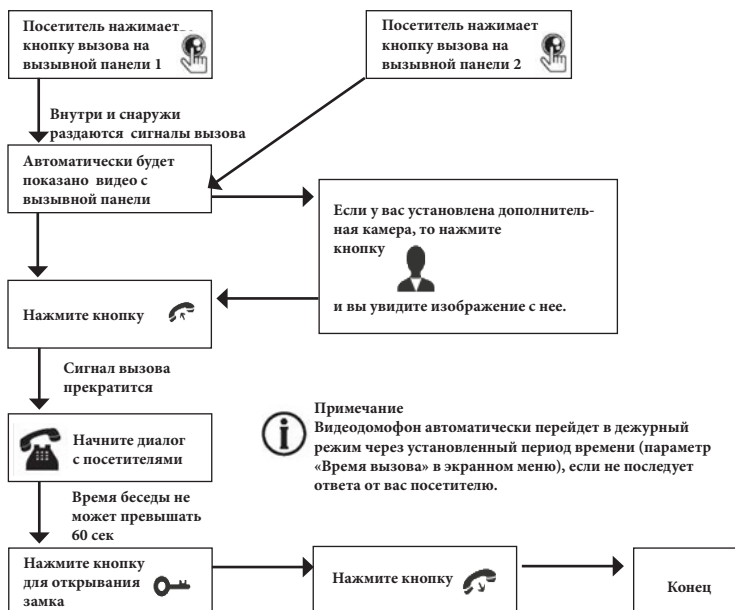 Посетитель нажимает
кнопку вызова на
вызывной панели 1
Посетитель нажимает
кнопку вызова на
вызывной панели 2
Внутри и снаружи
раздаются сигналы вызова
Автоматически будет
показано видео с
вызывной панели
Если у вас установлена дополнитель-
ная камера, то нажмите
кнопку
и вы увидите изображение с нее.
Нажмите кнопку
Сигнал вызова
прекратится
Начните диалог
с посетителями
Примечание
Видеодомофон автоматически перейдет в дежурный
режим через установленный период времени (параметр
«Время вызова» в экранном меню), если не последует
ответа от вас посетителю.
Время беседы не
может превышать
60 сек
Нажмите кнопку
для открывания
замка
Нажмите кнопку
Конец